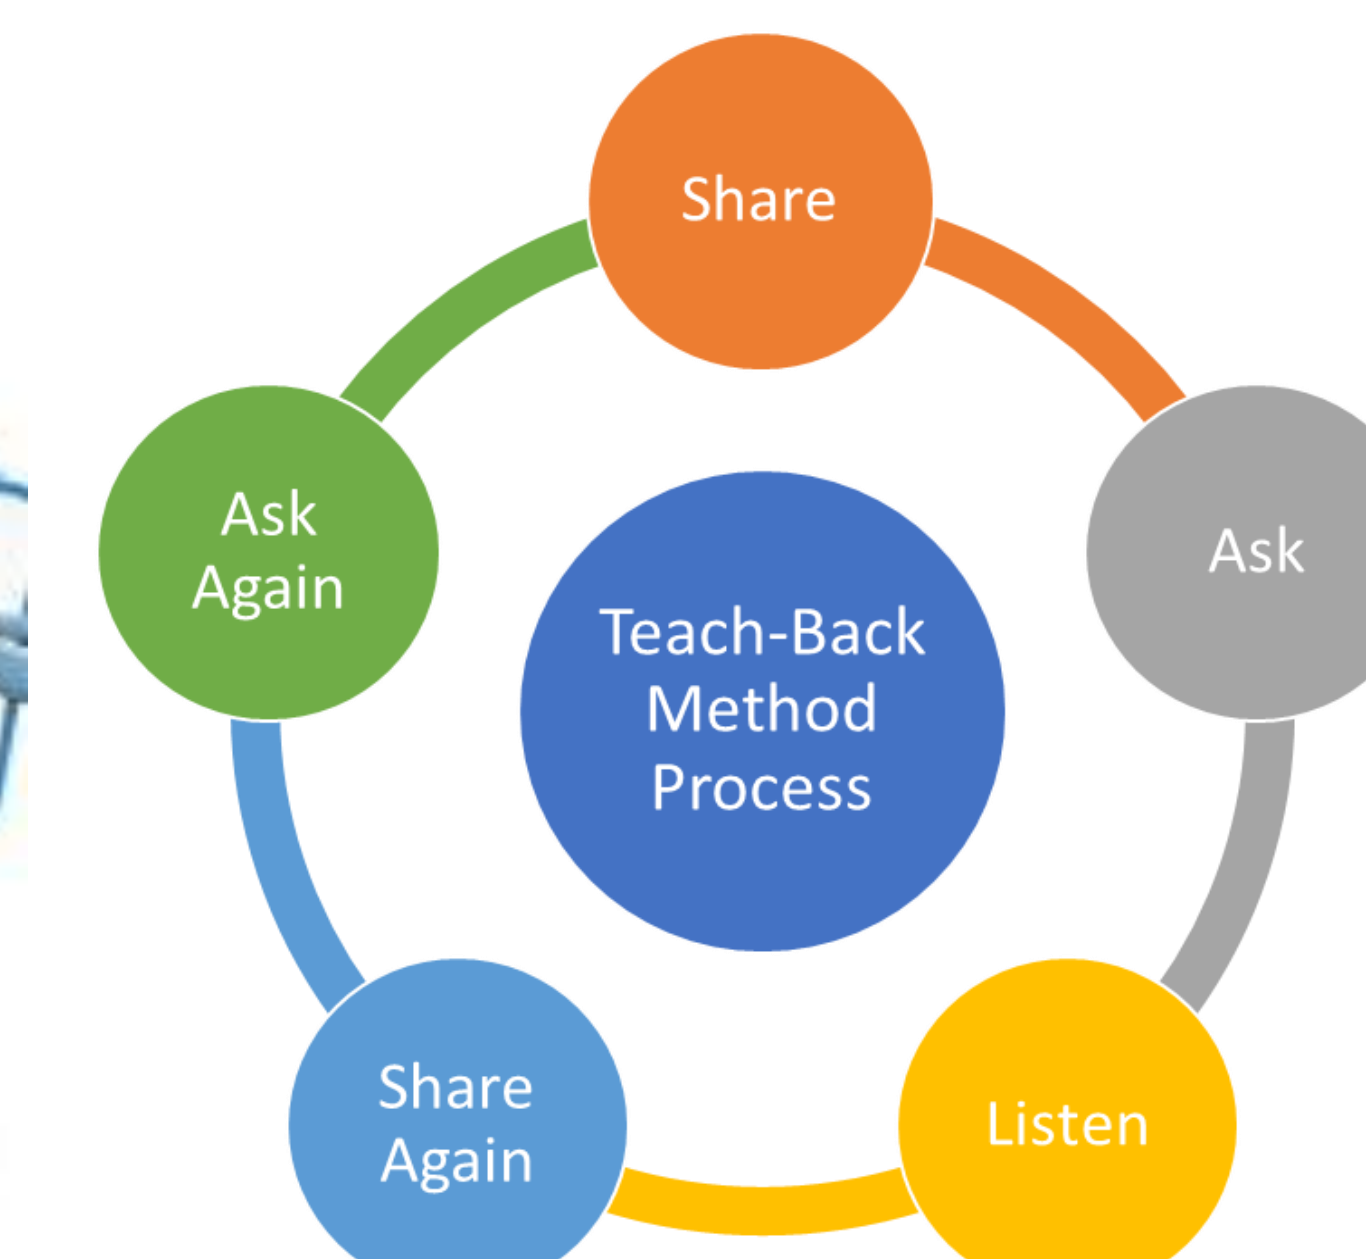 Share
Ask
Listen
Share
Again
Ask
Again
Teach-Back
Method
Process